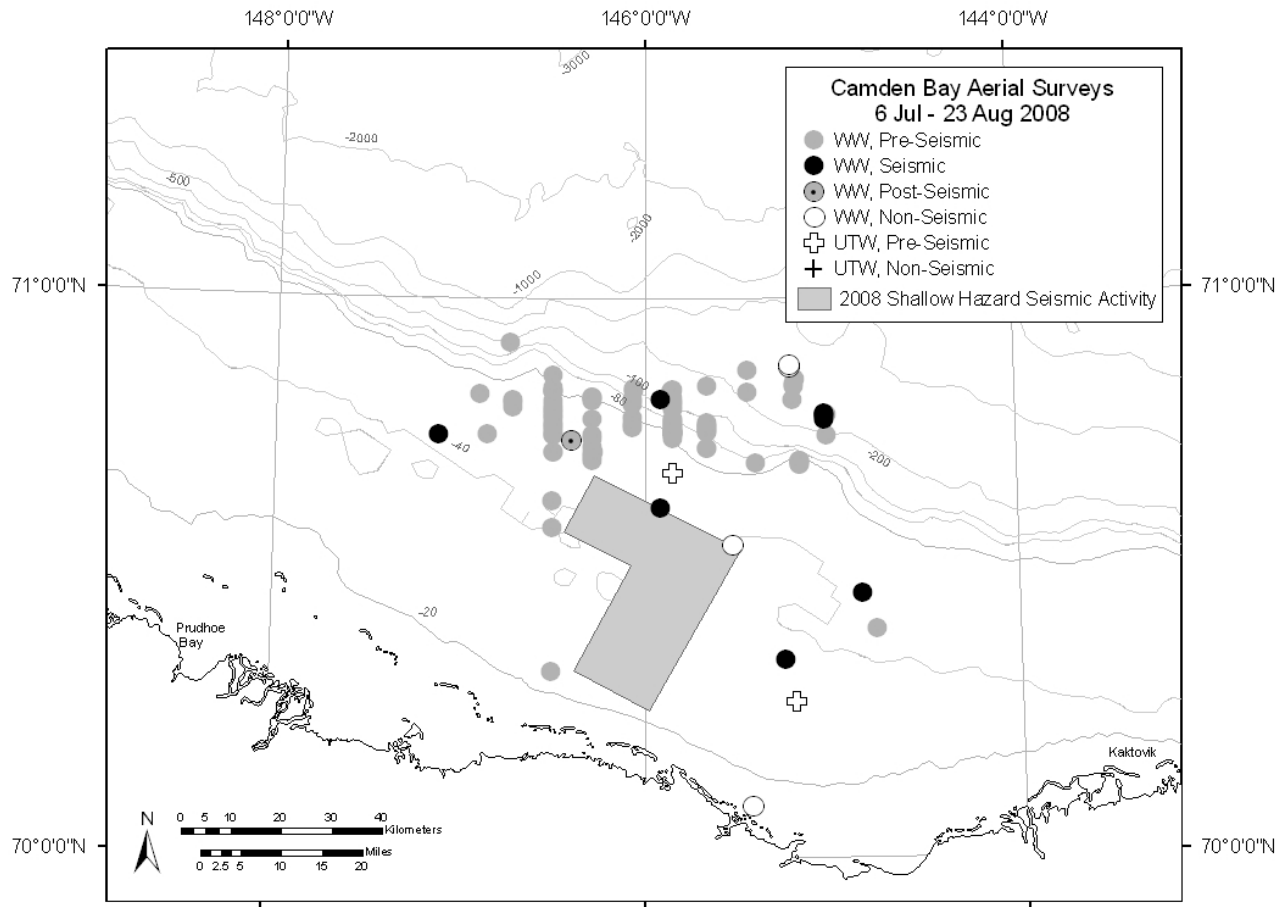 148°0'0"W 146°0'0"W 144°0'0"W
-3000
Camden Bay Aerial Surveys
6 Jul - 23 Aug 2008
WW, Pre-Seismic
WW, Seismic
WW, Post-Seismic
WW, Non-Seismic
UTW, Pre-Seismic
UTW, Non-Seismic
2008 Shallow Hazard Seismic Activity
-2000
-500
-2000
-1000
71°0'0"N 71°0'0"N
-100
-80
-40
-200
-20
Prudhoe
Bay
Kaktovik
N
0 5 10 20 30 40
Kilometers
Miles
0 2.5 5 10 15 20
70°0'0"N 70°0'0"N